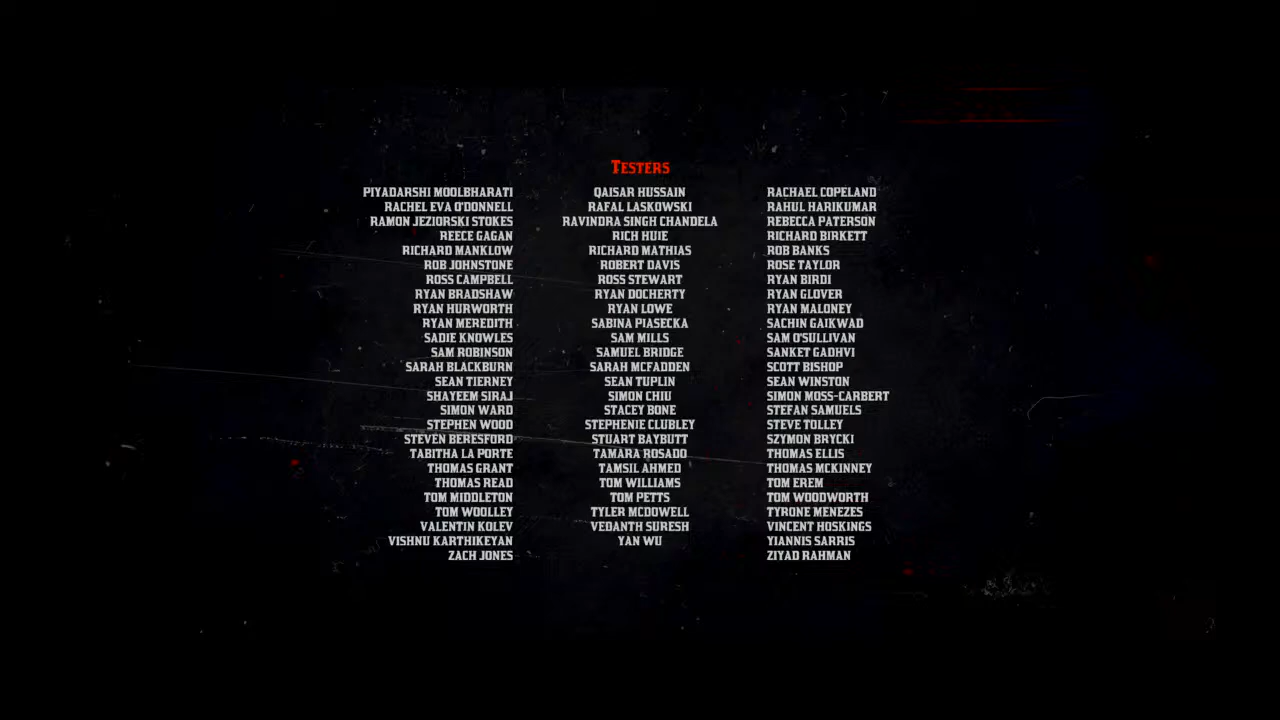 TESTERS
PIYADARSHI MOOLBHARATI QAISAR HUSSAIN RACHAEL COPELAND
RACHEL EVA O'DONNELL RAFAL LASKOWSKI RAHUL HARIKUMAR
RAMON JEZIORSKI STOKES RAVINDRA SINGH CHANDELA REBECCA PATERSON
REECE GAGAN RICH HUIE RICHARD BIRKETT
RICHARD MANKLOW RICHARD MATHIAS ROB BANKS
ROB JOHNSTONE ROBERT DAVIS ROSE TAYLOR
ROSS CAMPBELL ROSS STEWART RYAN BIRDI
RYAN BRADSHAW RYAN DOCHERTY RYAN GLOVER
RYAN HURWORTH RYAN LOWE RYAN MALONEY
RYAN MEREDITH SABINA PIASECKA SACHIN GAIKWAD
SADIE KNOWLES SAM MILLS SAM O'SULLIVAN
SAM ROBINSON SAMUEL BRIDGE SANKET GADHVI
SARAH BLACKBURN SARAH MCFADDEN SCOTT BISHOP
SEAN TIERNEY SEAN TUPLIN SEAN WINSTON
SHAYEEM SIRAJ SIMON CHIU SIMON MOSS-CARBERT
SIMON WARD STACEY BONE STEFAN SAMUELS
STEPHEN WOOD STEPHENIE CLUBLEY STEVE TOLLEY
STEVEN BERESFORD STUART BAYBUTT SZYMON BRYCKI
TABITHA LA PORTE TAMARA ROSADO THOMAS ELLIS
THOMAS GRANT TAMSIL AHMED THOMAS MCKINNEY
THOMAS READ TOM WILLIAMS TOM EREM
TOM MIDDLETON TOM PETTS TOM WOODWORTH
TOM WOOLLEY TYLER MCDOWELL TYRONE MENEZES
VALENTIN KOLEV VEDANTH SURESH VINCENT HOSKINGS
VISHNU KARTHIKEYAN YAN WU YIANNIS SARRIS
ZACH JONES ZIYAD RAHMAN